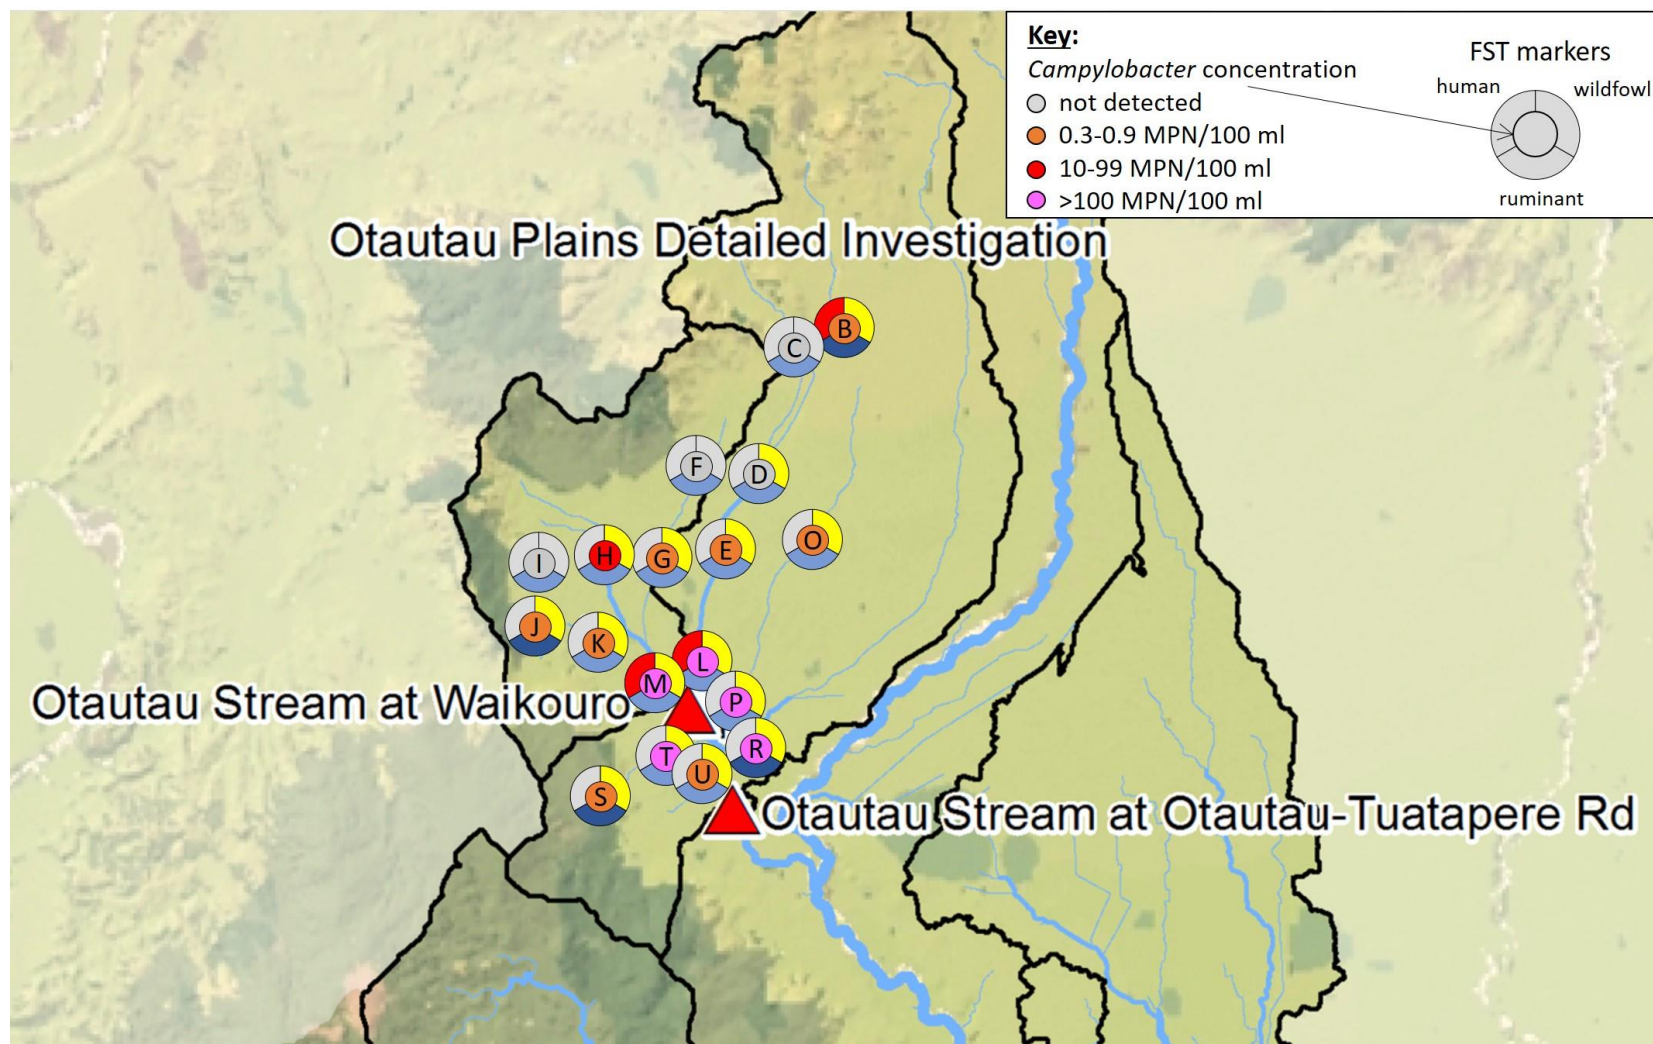 Key:
Campylobacter concentration
not detected
0.3-0.9 MPN/100 ml
10-99 MPN/100 ml
>100 MPN/100 ml
FST markers
human
wildfowl
ruminant
Otautau Plains Detailed Investigation
B
C
F
D
O
E
G
H
I
J
K
L
M
P
Otautau Stream at Waikouro
R
T
U
S
Otautau Stream at Otautau-Tuatapere Rd